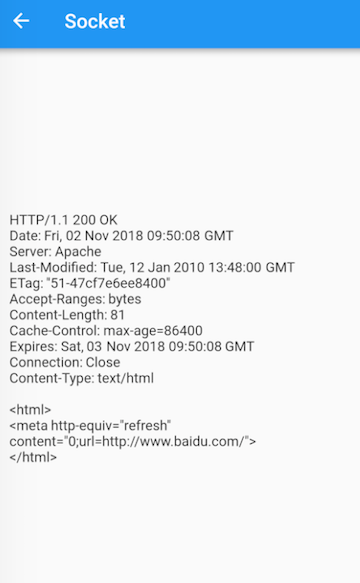 Socket
HTTP/1.1 200 OK
Date: Fri, 02 Nov 2018 09:50:08 GMT
Server: Apache
Last-Modified: Tue, 12 Jan 2010 13:48:00 GMT
ETag: "51-47cf7e6ee8400"
Accept-Ranges: bytes
Content-Length: 81
Cache-Control: max-age=86400
Expires: Sat, 03 Nov 2018 09:50:08 GMT
Connection: Close
Content-Type: text/html
<html>
<meta http-equiv="refresh"
content="0;url=http://www.baidu.com/">
</html>